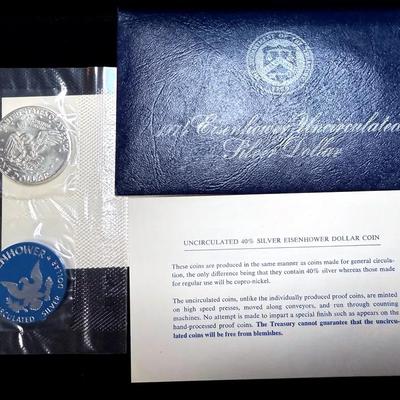 1971 Eisenhower Uncirculated
Silver Dollar
DOLLAR
EISENHOWER
UNCIRCULATED SILVER DOLLAR
UNCIRCULATED 40% SILVER EISENHOWER DOLLAR COIN
These coins are produced in the same manner as coins made for general circula-
tion, the only difference being that they contain 40% silver whereas those made
for regular use will be cupro-nickel.
The uncirculated coins, unlike the individually produced proof coins, are minted
on high speed presses, moved along conveyors, and run through counting
machines. No attempt is made to impart a special finish such as appears on the
hand-processed proof coins. The Treasury cannot guarantee that the uncircu-
lated coins will be free from blemishes.